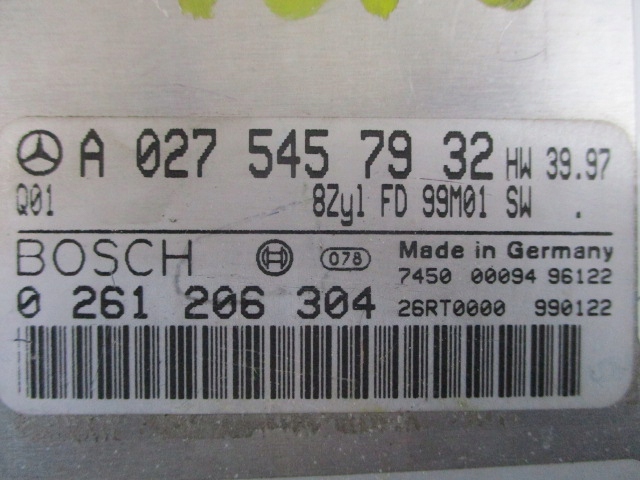 A 027 545 79 32 HW 39.97
Q01 8Zyl FD 99M01 SW .
BOSCH 078 Made in Germany
7450 00094 96122
0 261 206 304 26RT0000 990122